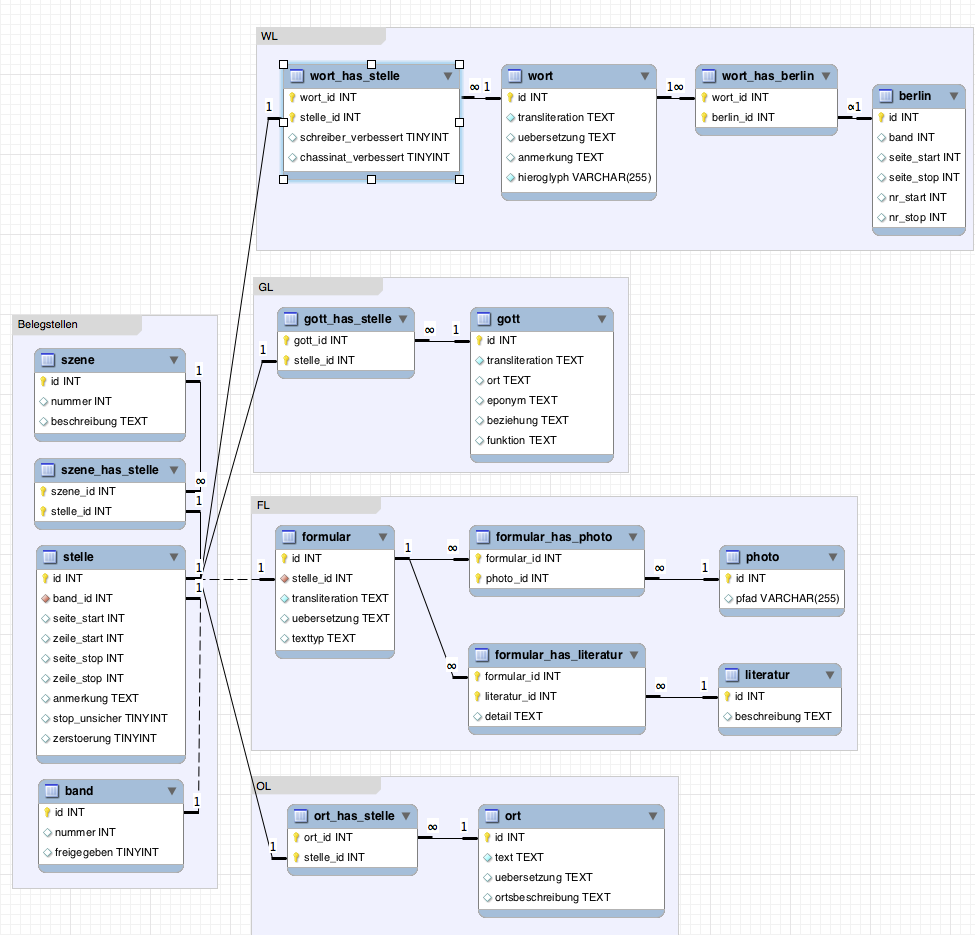 WL
wort_has_stelle
wort_id INT
stelle_id INT
schreiber_verbessert TINYINT
chassinat_verbessert TINYINT
1
∞ 1
wort
id INT
transliteration TEXT
uebersetzung TEXT
anmerkung TEXT
hieroglyph VARCHAR(255)
1∞
wort_has_berlin
wort_id INT
berlin_id INT
∞1
berlin
id INT
band INT
seite_start INT
seite_stop INT
nr_start INT
nr_stop INT
GL
gott_has_stelle
gott_id INT
stelle_id INT
1
∞ 1
gott
id INT
transliteration TEXT
ort TEXT
eponym TEXT
beziehung TEXT
funktion TEXT
Belegstellen
szene
id INT
nummer INT
beschreibung TEXT
1
∞
szene_has_stelle
szene_id INT
stelle_id INT
1
stelle
id INT
band_id INT
seite_start INT
zeile_start INT
seite_stop INT
zeile_stop INT
anmerkung TEXT
stop_unsicher TINYINT
zerstoerung TINYINT
1
1
band
id INT
nummer INT
freigegeben TINYINT
1
FL
formular
id INT
stelle_id INT
transliteration TEXT
uebersetzung TEXT
texttyp TEXT
1
1 ∞
formular_has_photo
formular_id INT
photo_id INT
∞ 1
photo
id INT
pfad VARCHAR(255)
∞
formular_has_literatur
formular_id INT
literatur_id INT
detail TEXT
∞ 1
literatur
id INT
beschreibung TEXT
OL
ort_has_stelle
ort_id INT
stelle_id INT
1
∞ 1
ort
id INT
text TEXT
uebersetzung TEXT
ortsbeschreibung TEXT